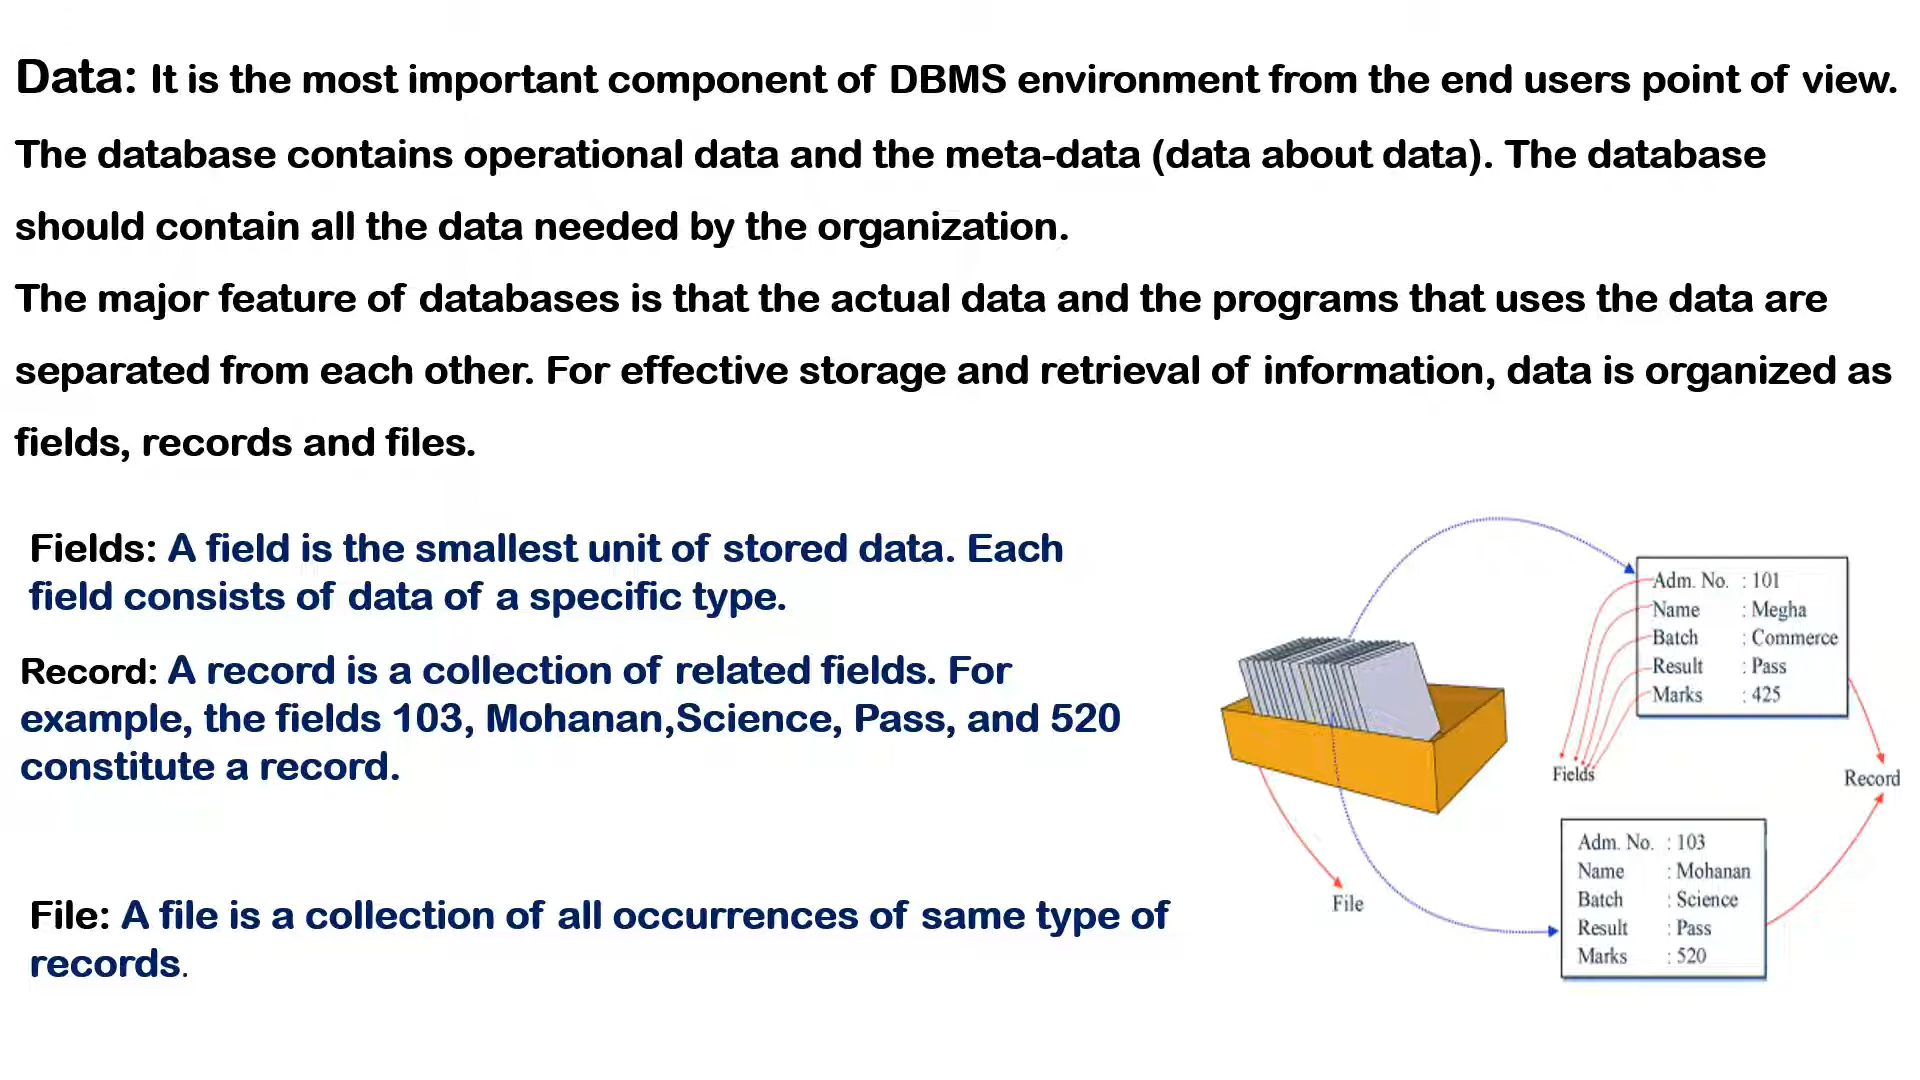 Data: It is the most important component of DBMS environment from the end users point of view.
The database contains operational data and the meta-data (data about data). The database
should contain all the data needed by the organization.
The major feature of databases is that the actual data and the programs that uses the data are
separated from each other. For effective storage and retrieval of information, data is organized as
fields, records and files.
Fields: A field is the smallest unit of stored data. Each
field consists of data of a specific type.
Record: A record is a collection of related fields. For
example, the fields 103, Mohanan,Science, Pass, and 520
constitute a record.
File: A file is a collection of all occurrences of same type of
records.
Adm. No. : 101
Name : Megha
Batch : Commerce
Result : Pass
Marks : 425
Fields
Record
File
Adm. No. : 103
Name : Mohanan
Batch : Science
Result : Pass
Marks : 520